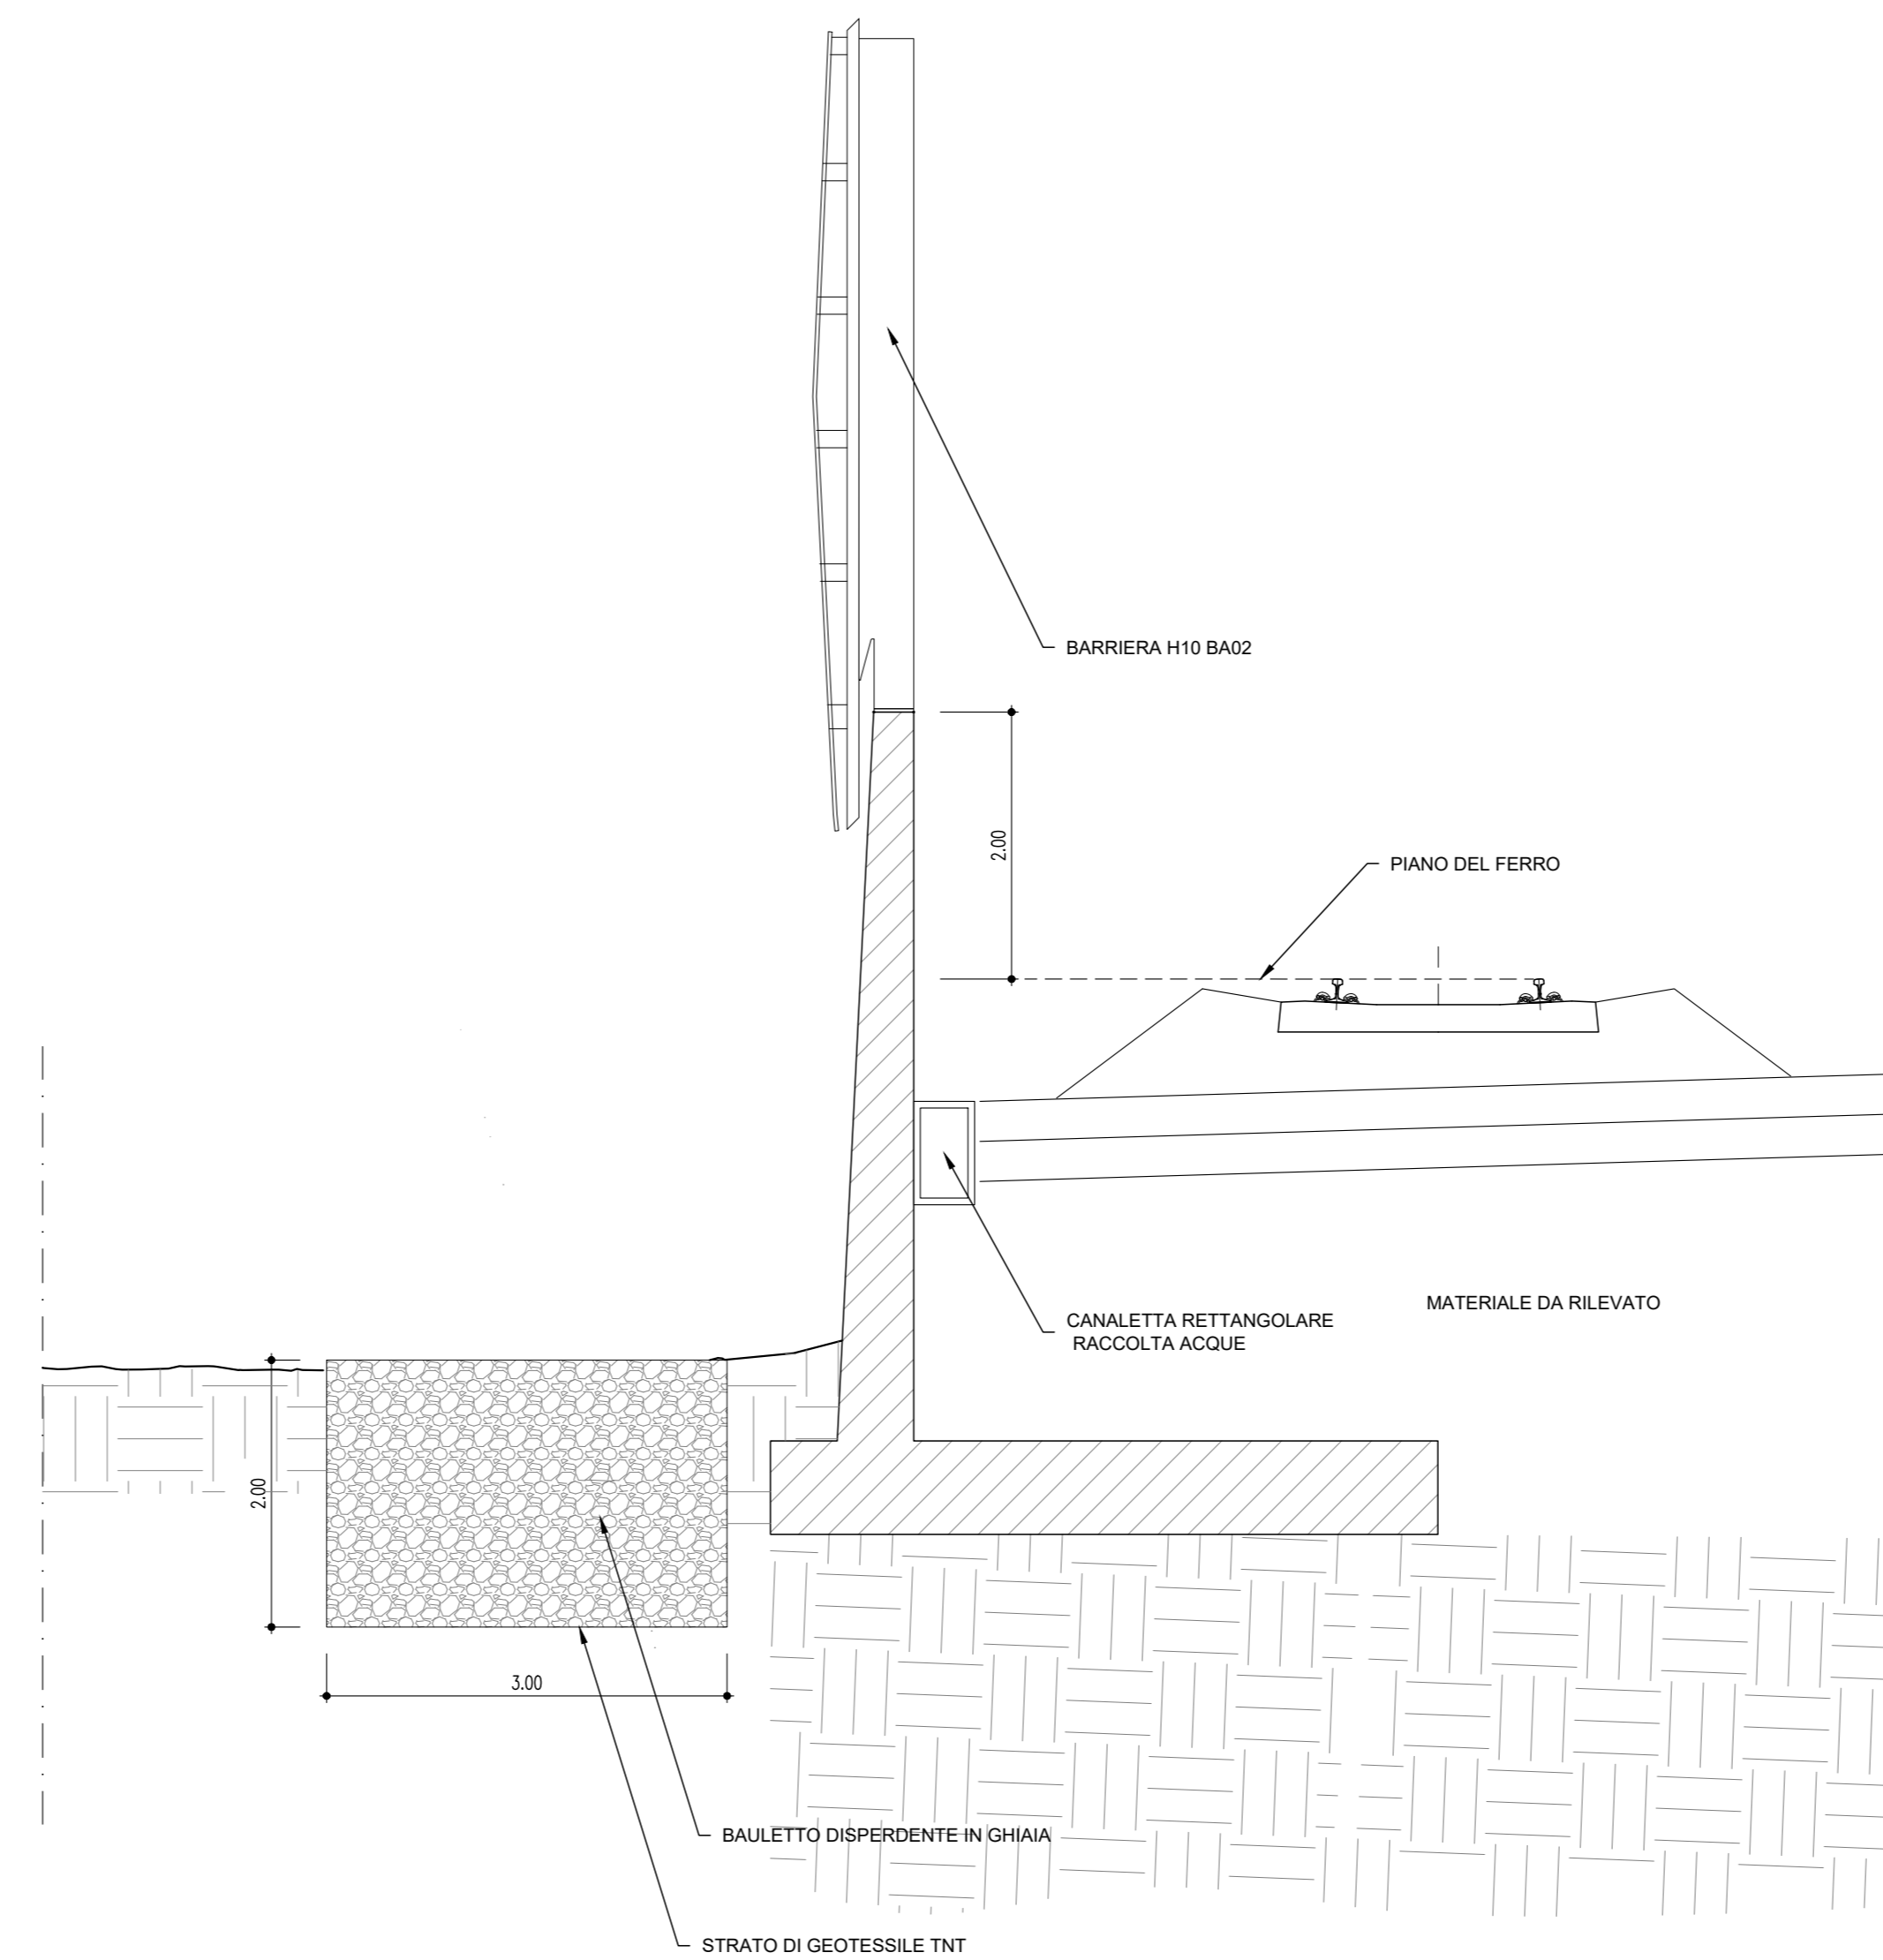 BARRIERA H10 BA02
2.00
PIANO DEL FERRO
CANALETTA RETTANGOLARE
RACCOLTA ACQUE
MATERIALE DA RILEVATO
2.00
3.00
BAULETTO DISPERDENTE IN GHIAIA
STRATO DI GEOTESSILE TNT